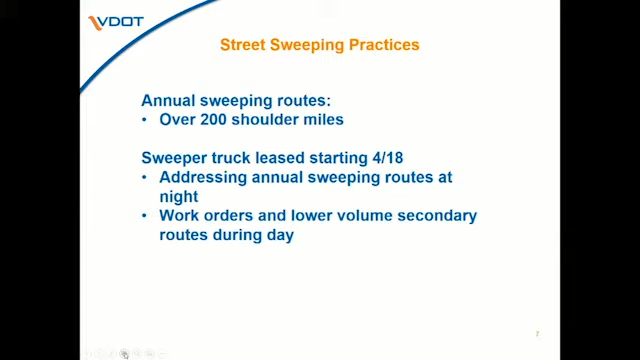 VDOT
Street Sweeping Practices
Annual sweeping routes:
• Over 200 shoulder miles
Sweeper truck leased starting 4/18
• Addressing annual sweeping routes at
night
• Work orders and lower volume secondary
routes during day
7